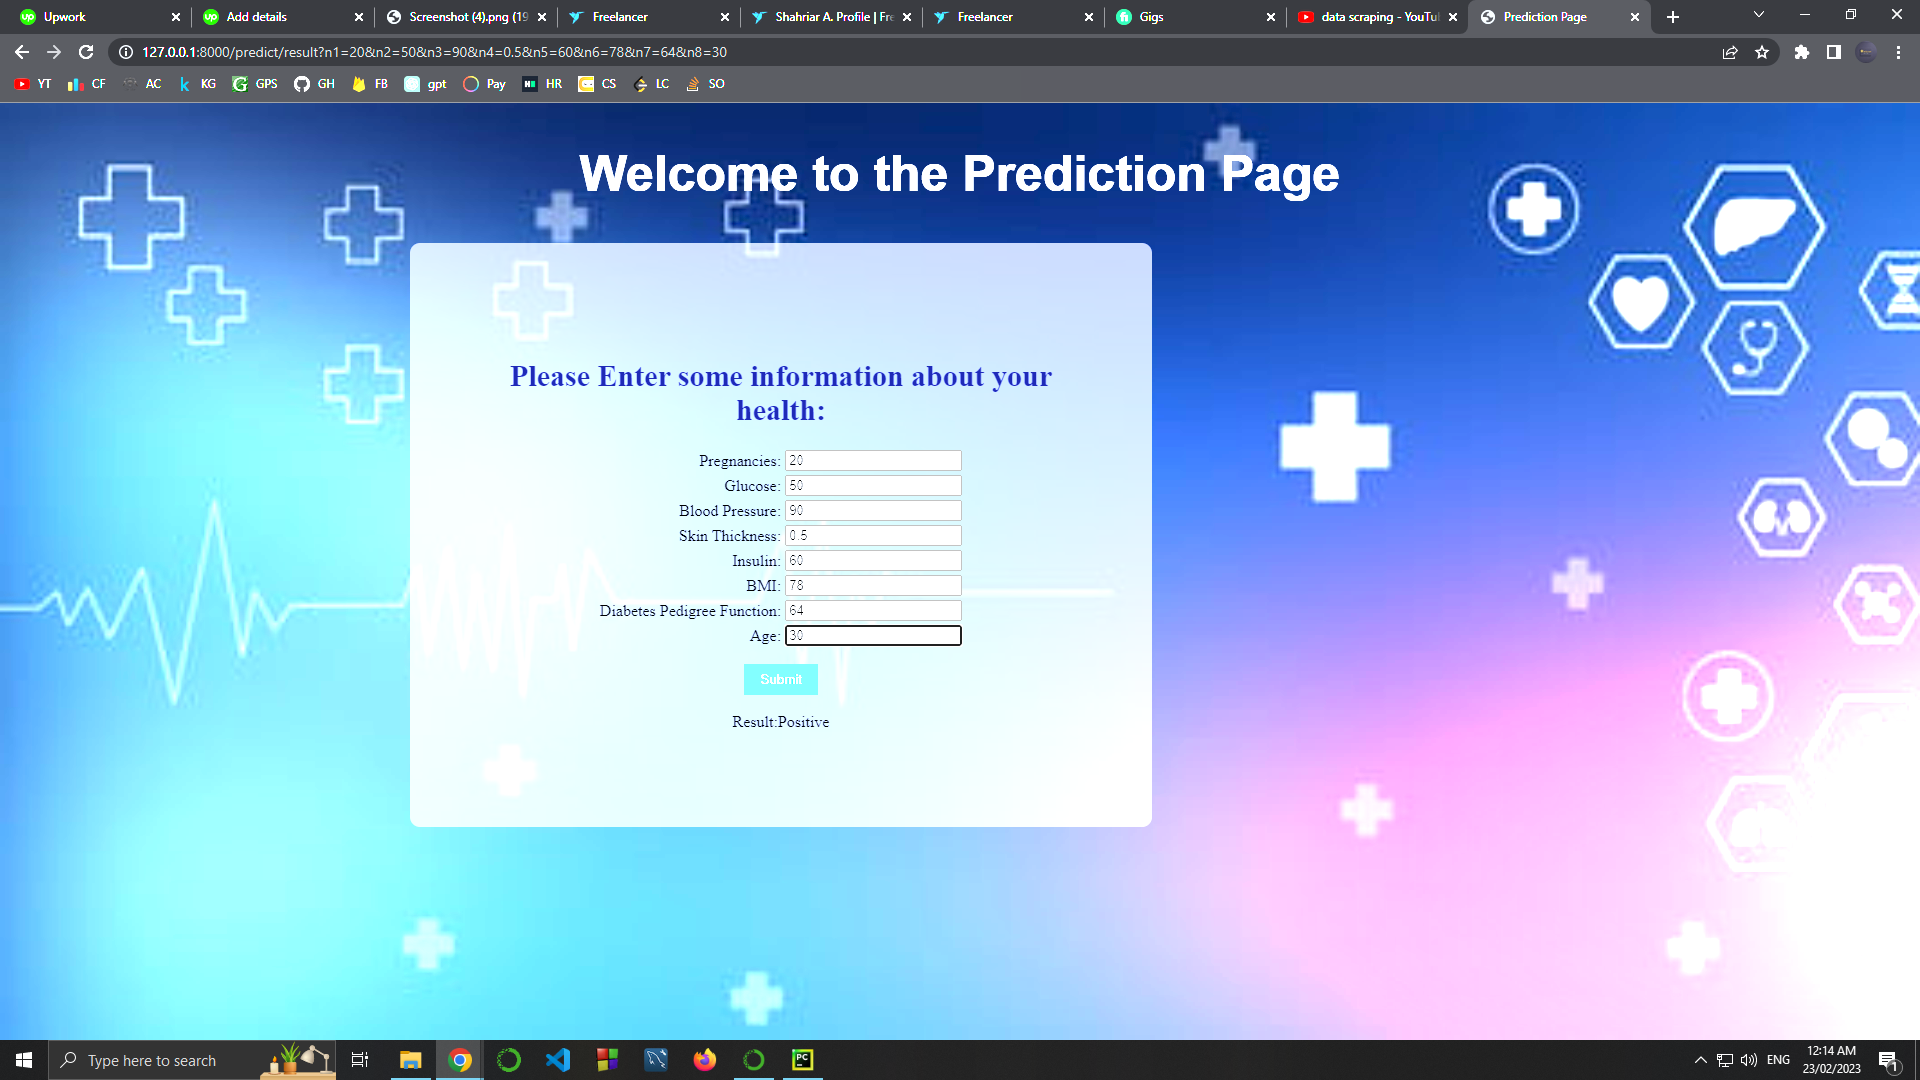 Upwork
Add details
Screenshot (4).png (19
Freelancer
Shahriar A. Profile | Fre
Freelancer
Gigs
data scraping - YouTu
Prediction Page
127.0.0.1:8000/predict/result?n1=20&n2=50&n3=90&n4=0.5&n5=60&n6=78&n7=64&n8=30
YT CF AC KG GPS GH FB gpt Pay HR CS LC SO
Welcome to the Prediction Page
Please Enter some information about your
health:
Pregnancies: 20
Glucose: 50
Blood Pressure: 90
Skin Thickness: 0.5
Insulin: 60
BMI: 78
Diabetes Pedigree Function: 64
Age: 30
Submit
Result:Positive
Type here to search
ENG
12:14 AM
23/02/2023
1